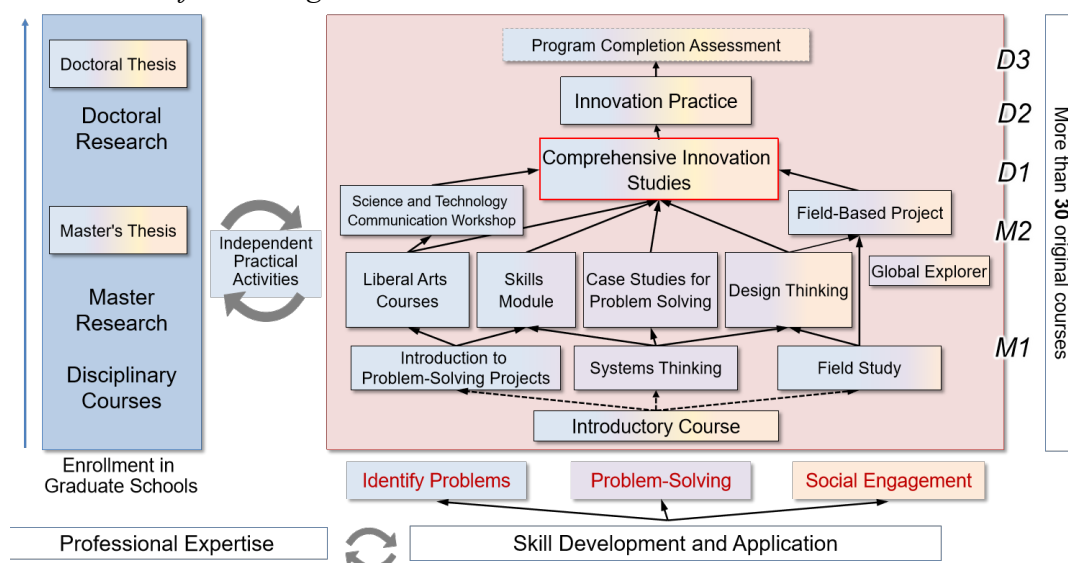 Doctoral Thesis
Doctoral
Research
Master's Thesis
Master
Research
Disciplinary
Courses
Enrollment in
Graduate Schools
Independent
Practical
Activities
Program Completion Assessment
Innovation Practice
Comprehensive Innovation
Studies
Science and Technology
Communication Workshop
Field-Based Project
Liberal Arts
Courses
Skills
Module
Case Studies for
Problem Solving
Design Thinking
Global Explorer
Introduction to
Problem-Solving Projects
Systems Thinking
Field Study
Introductory Course
D3
D2
D1
M2
M1
More than 30 original courses
Identify Problems
Problem-Solving
Social Engagement
Professional Expertise
Skill Development and Application